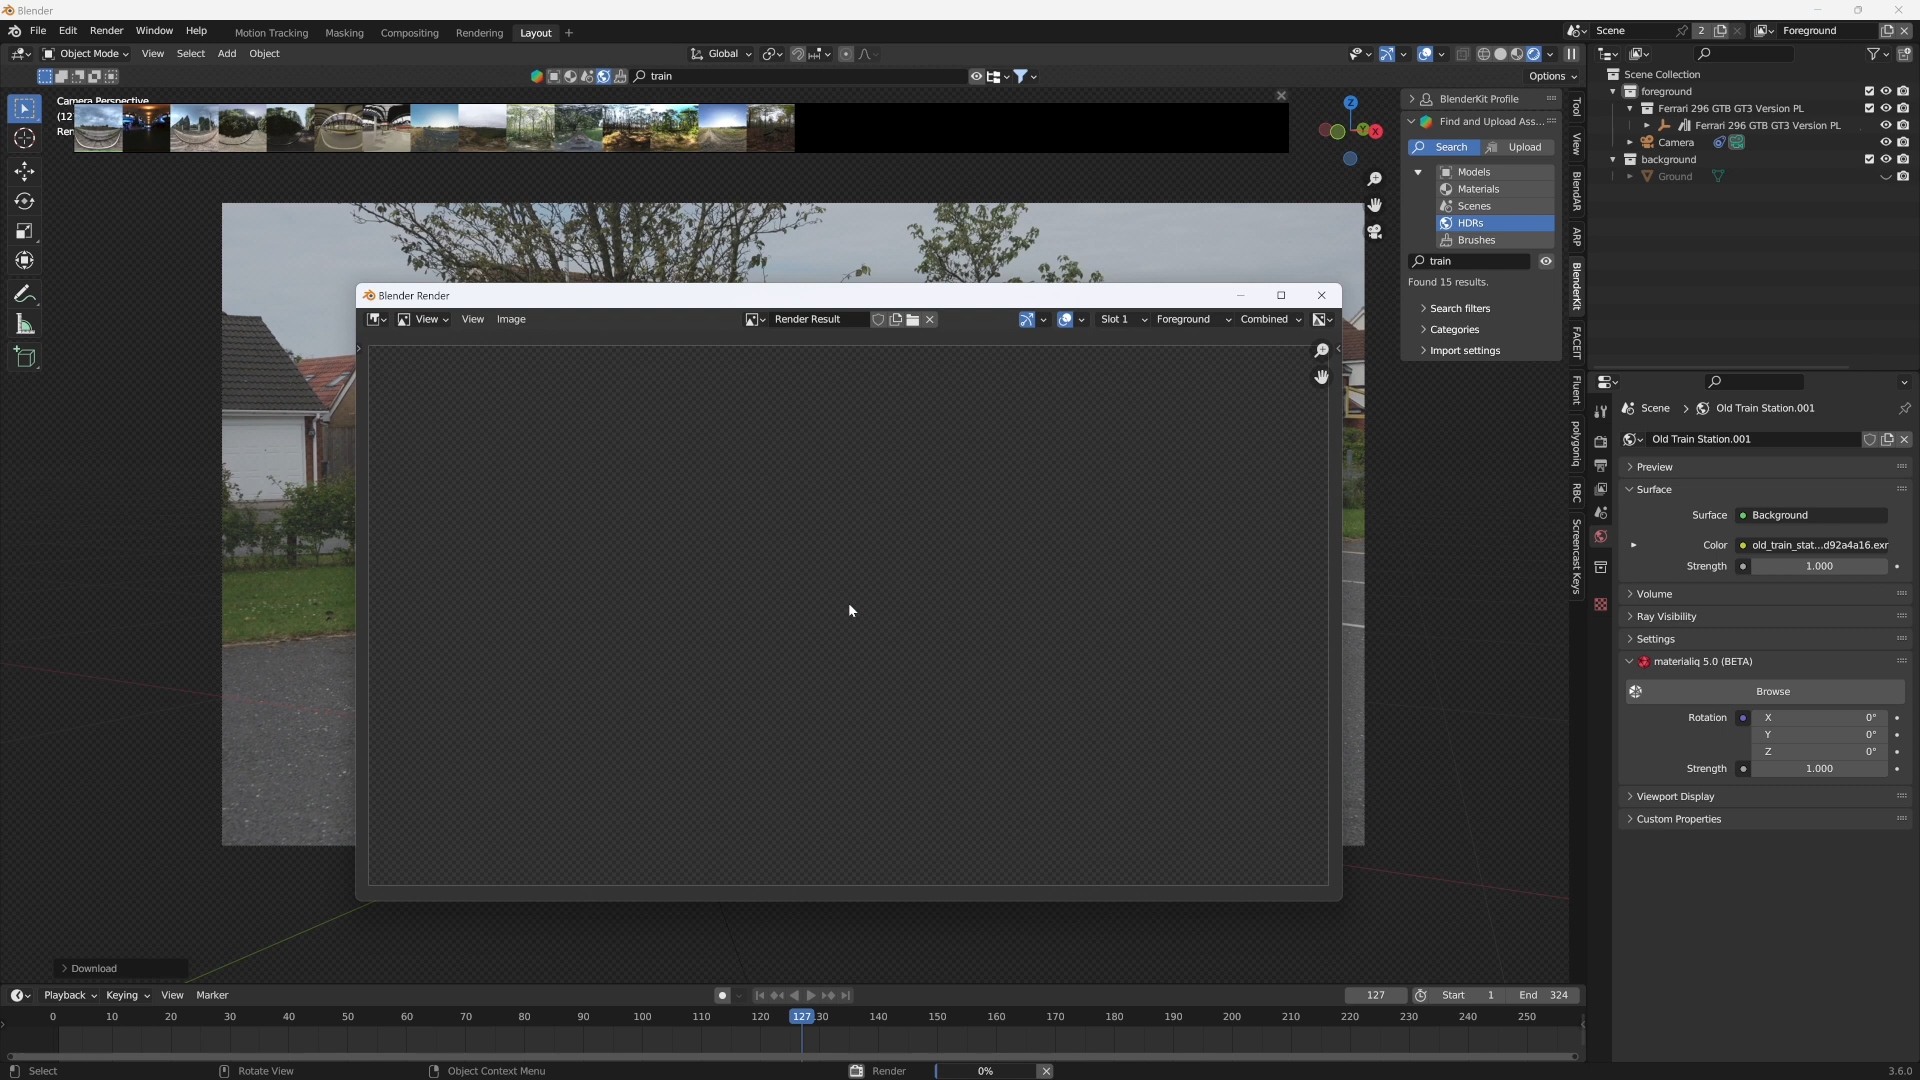 Blender
File Edit Render Window Help Motion Tracking Masking Compositing Rendering Layout + Scene 2 Foreground
Object Mode View Select Add Object Global
train Options
Camera Perspective
(12
Ren
Z
Y X
BlenderKit Profile
Find and Upload Ass...
Search Upload
Models
Materials
Scenes
HDRs
Brushes
train
Found 15 results.
Search filters
Categories
Import settings
Tool
View
BlendAR
ARP
BlenderKit
FACEIT
Fluent
polygoniq
RBC
Screencast Keys
Scene Collection
foreground
Ferrari 296 GTB GT3 Version PL
Ferrari 296 GTB GT3 Version PL
Camera
background
Ground
Blender Render
View View Image Render Result Slot 1 Foreground Combined
Scene Old Train Station.001
Old Train Station.001
Preview
Surface
Surface Background
Color old_train_stat...d92a4a16.exr
Strength 1.000
Volume
Ray Visibility
Settings
materialiq 5.0 (BETA)
Browse
Rotation X 0°
Y 0°
Z 0°
Strength 1.000
Viewport Display
Custom Properties
Download
Playback Keying View Marker 127 Start 1 End 324
0 10 20 30 40 50 60 70 80 90 100 110 120 127 130 140 150 160 170 180 190 200 210 220 230 240 250
Select Rotate View Object Context Menu Render 0% 3.6.0